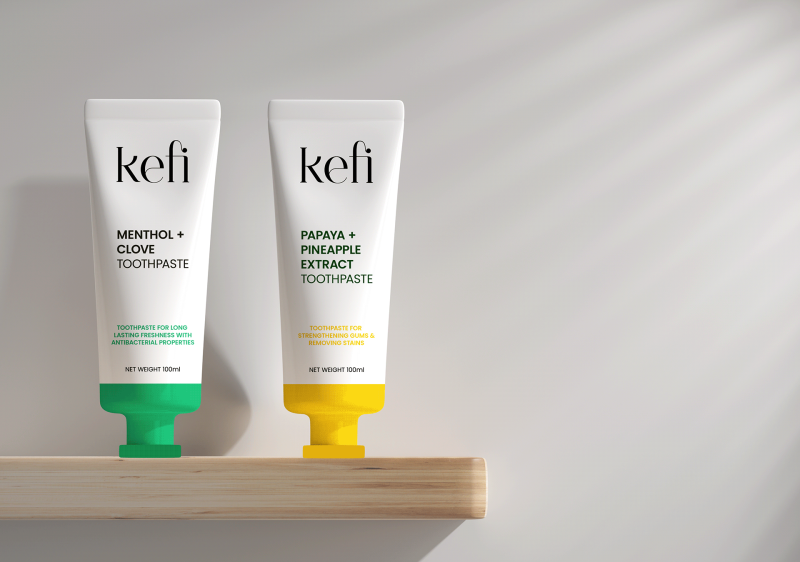 kefi
MENTHOL +
CLOVE
TOOTHPASTE
TOOTHPASTE FOR LONG
LASTING FRESHNESS WITH
ANTIBACTERIAL PROPERTIES
NET WEIGHT 100ml
kefi
PAPAYA +
PINEAPPLE
EXTRACT
TOOTHPASTE
TOOTHPASTE FOR
STRENGTHENING GUMS &
REMOVING STAINS
NET WEIGHT 100ml